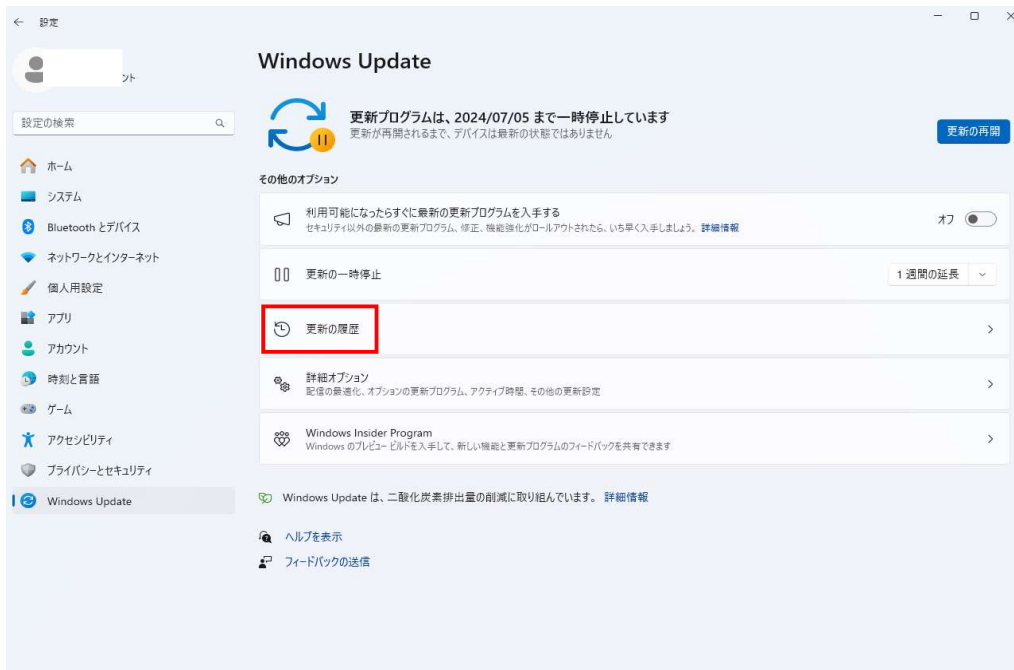 設定
ント
設定の検索
ホーム
システム
Bluetooth とデバイス
ネットワークとインターネット
個人用設定
アプリ
アカウント
時刻と言語
ゲーム
アクセシビリティ
プライバシーとセキュリティ
Windows Update
Windows Update
更新プログラムは、2024/07/05 まで一時停止しています
更新が再開されるまで、デバイスは最新の状態ではありません
更新の再開
その他のオプション
利用可能になったらすぐに最新の更新プログラムを入手する
セキュリティ以外の最新の更新プログラム、修正、機能強化がロールアウトされたら、いち早く入手しましょう。 詳細情報
オフ
更新の一時停止
1 週間の延長
更新の履歴
詳細オプション
配信の最適化、オプションの更新プログラム、アクティブ時間、その他の更新設定
Windows Insider Program
Windows のプレビュー ビルドを入手して、新しい機能と更新プログラムのフィードバックを共有できます
Windows Update は、二酸化炭素排出量の削減に取り組んでいます。 詳細情報
ヘルプを表示
フィードバックの送信